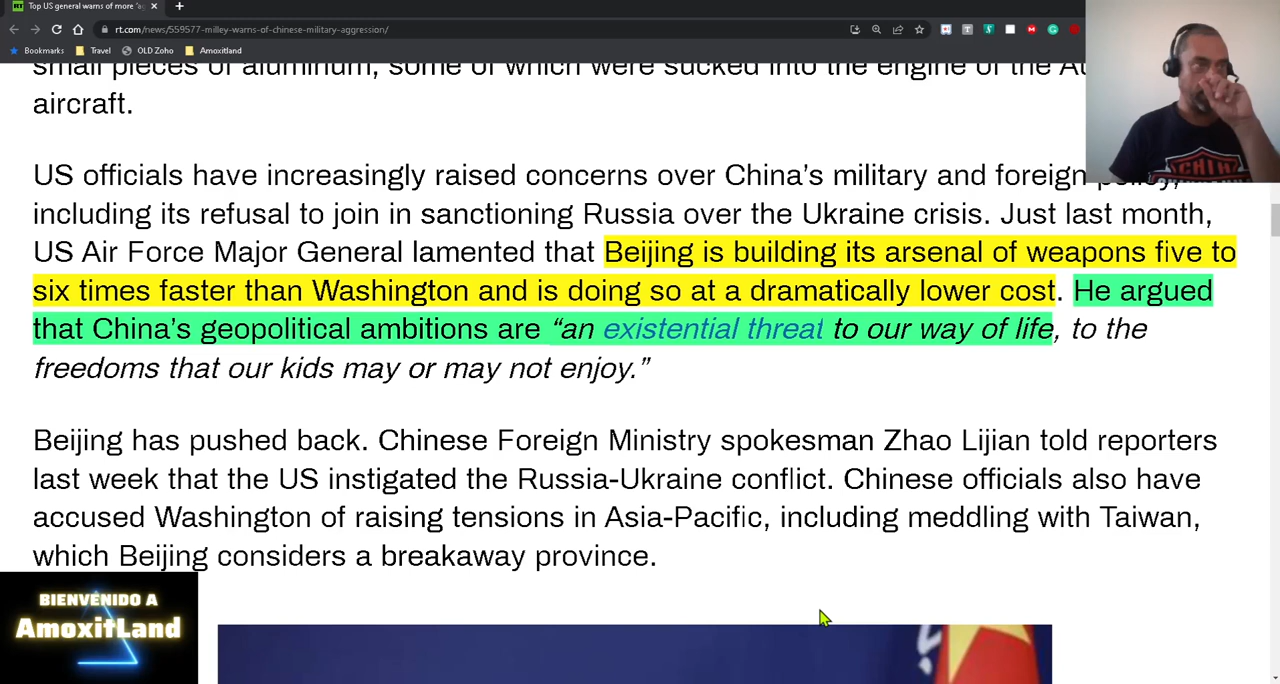 Top US general warns of more 'a
rt.com/news/559577-milley-warns-of-chinese-military-aggression/
Bookmarks Travel OLD Zoho Amoxitland
small pieces of aluminum, some of which were sucked into the engine of the
aircraft.
US officials have increasingly raised concerns over China's military and foreign policy,
including its refusal to join in sanctioning Russia over the Ukraine crisis. Just last month,
US Air Force Major General lamented that Beijing is building its arsenal of weapons five to
six times faster than Washington and is doing so at a dramatically lower cost. He argued
that China's geopolitical ambitions are “an existential threat to our way of life, to the
freedoms that our kids may or may not enjoy.”
Beijing has pushed back. Chinese Foreign Ministry spokesman Zhao Lijian told reporters
last week that the US instigated the Russia-Ukraine conflict. Chinese officials also have
accused Washington of raising tensions in Asia-Pacific, including meddling with Taiwan,
which Beijing considers a breakaway province.
BIENVENIDO A
AmoxitLand